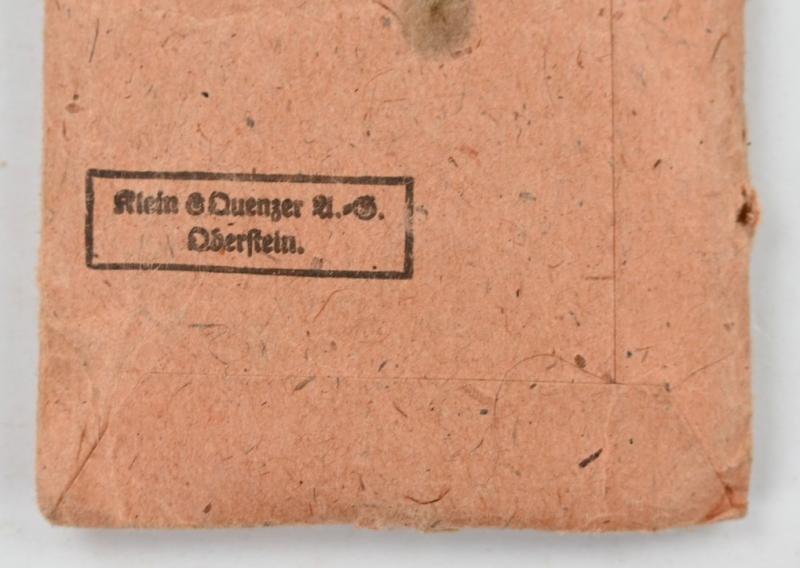 Klein & Quenzer A.-G.
Oberstein.